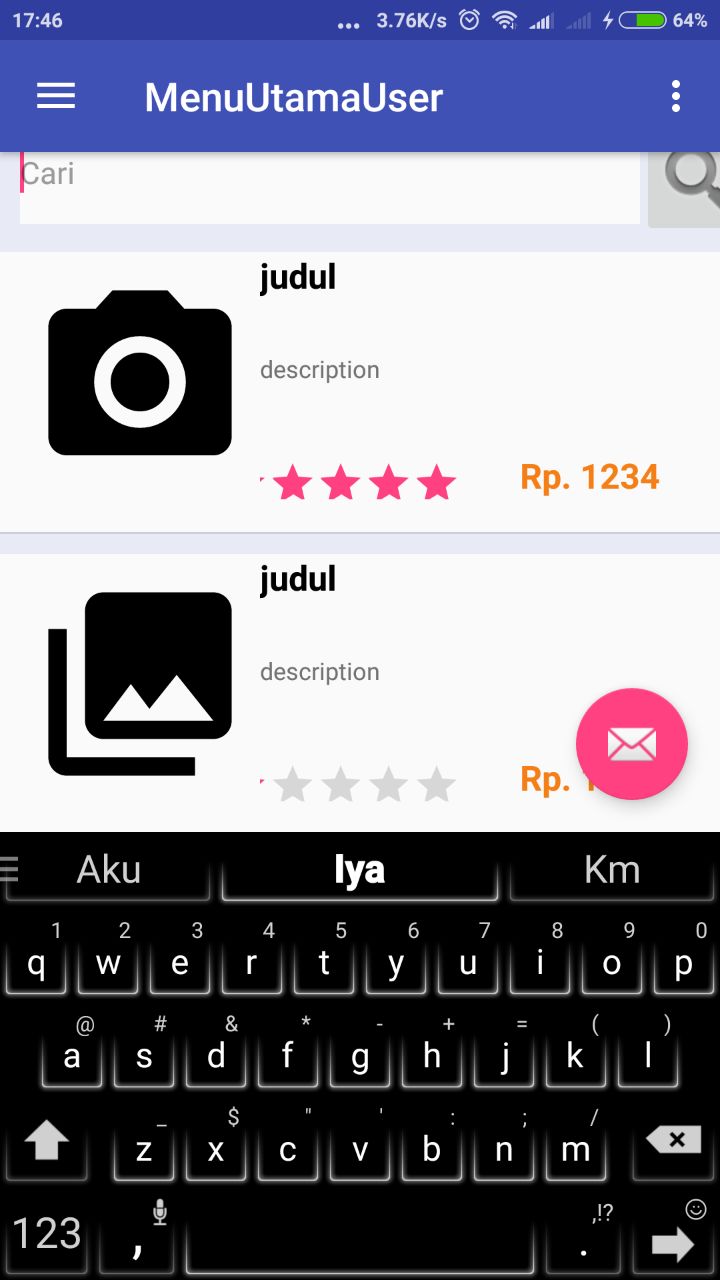 17:46 ... 3.76K/s 64%
MenuUtamaUser
Cari
judul
description
Rp. 1234
judul
description
Rp.
Aku Iya Km
1 2 3 4 5 6 7 8 9 0
q w e r t y u i o p
@ # & * - + = ( )
a s d f g h j k l
_ $ " ' : ; /
z x c v b n m
,!?
123 , .